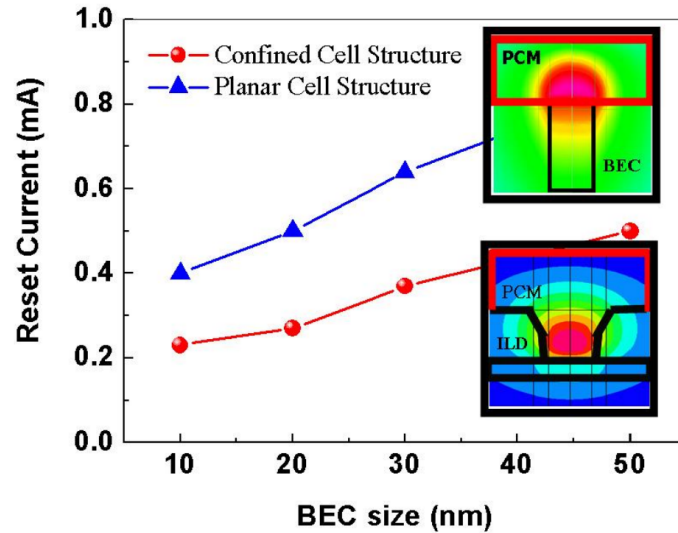 1.0
0.8
0.6
0.4
0.2
0.0
Reset Current (mA)
Confined Cell Structure
Planar Cell Structure
PCM
BEC
PCM
ILD
10
20
30
40
50
BEC size (nm)